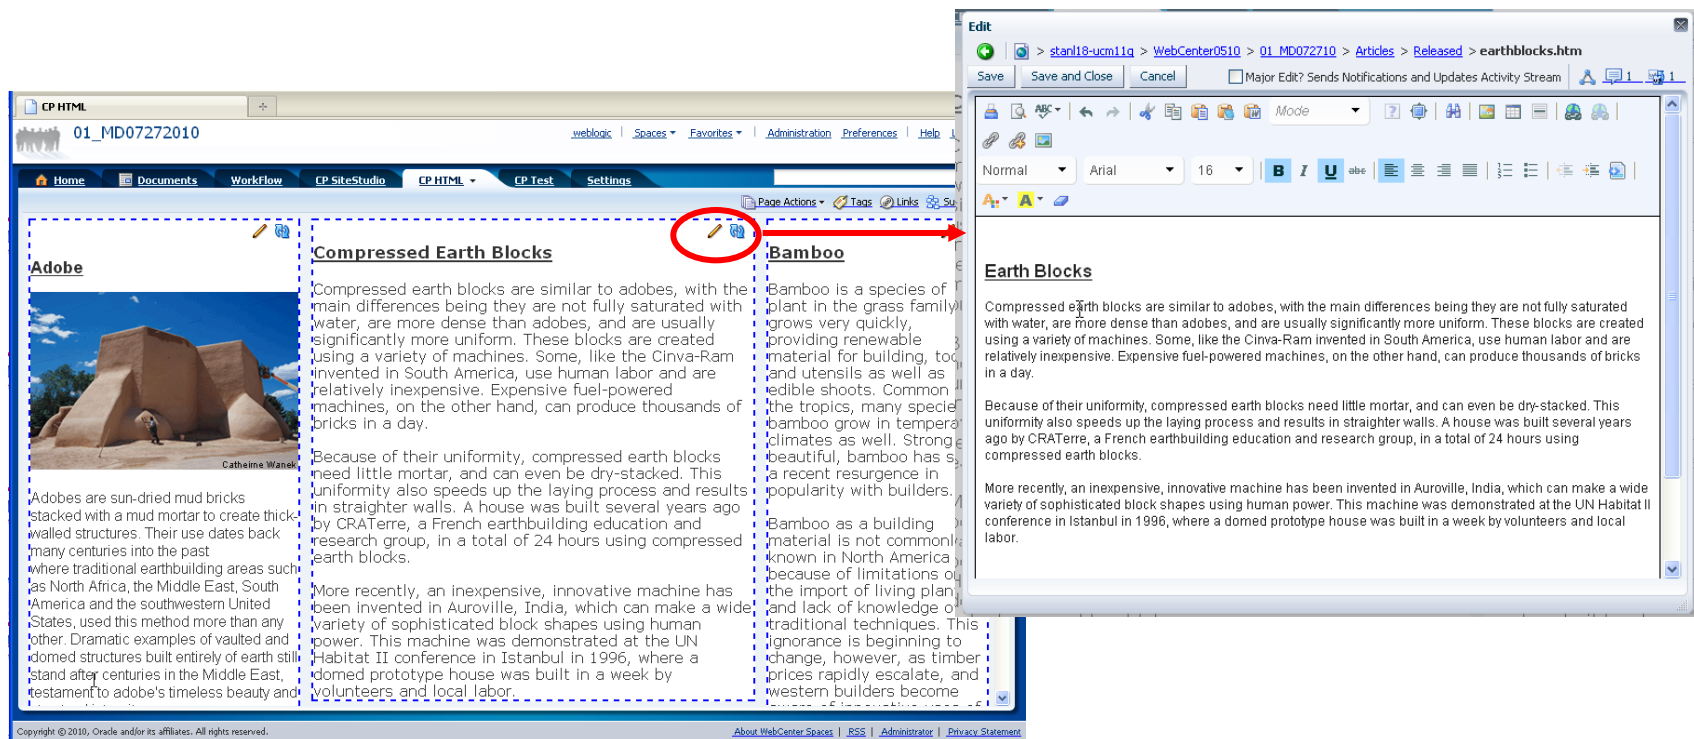 CP HTML
01_MD07272010
weblogic | Spaces | Favorites | Administration Preferences | Help
Home Documents WorkFlow CP SiteStudio CP HTML CP Test Settings
Page Actions Tags Links
Adobe
Catherine Wanek
Adobes are sun-dried mud bricks
stacked with a mud mortar to create thick-
walled structures. Their use dates back
many centuries into the past
where traditional earthbuilding areas such
as North Africa, the Middle East, South
America and the southwestern United
States, used this method more than any
other. Dramatic examples of vaulted and
domed structures built entirely of earth still
stand after centuries in the Middle East,
testament to adobe's timeless beauty and
Compressed Earth Blocks
Compressed earth blocks are similar to adobes, with the
main differences being they are not fully saturated with
water, are more dense than adobes, and are usually
significantly more uniform. These blocks are created
using a variety of machines. Some, like the Cinva-Ram
invented in South America, use human labor and are
relatively inexpensive. Expensive fuel-powered
machines, on the other hand, can produce thousands of
bricks in a day.
Because of their uniformity, compressed earth blocks
need little mortar, and can even be dry-stacked. This
uniformity also speeds up the laying process and results
in straighter walls. A house was built several years ago
by CRATerre, a French earthbuilding education and
research group, in a total of 24 hours using compressed
earth blocks.
More recently, an inexpensive, innovative machine has
been invented in Auroville, India, which can make a wide
variety of sophisticated block shapes using human
power. This machine was demonstrated at the UN
Habitat II conference in Istanbul in 1996, where a
domed prototype house was built in a week by
volunteers and local labor.
Bamboo
Bamboo is a species of
plant in the grass family
grows very quickly,
providing renewable
material for building,
and utensils as well as
edible shoots. Common
the tropics, many
bamboo grow in
climates as well. Strong
beautiful, bamboo has
a recent resurgence in
popularity with builders.
Bamboo as a building
material is not
known in North America
because of limitations
the import of living
and lack of knowledge
traditional techniques. This
ignorance is beginning to
change, however, as timber
prices rapidly escalate, and
western builders become
Copyright © 2010, Oracle and/or its affiliates. All rights reserved.
About WebCenter Spaces | RSS | Administrator | Privacy Statement
Edit
> stanl18-ucm11g > WebCenter0510 > 01_MD072710 > Articles > Released > earthblocks.htm
Save Save and Close Cancel Major Edit? Sends Notifications and Updates Activity Stream 1 1
ABC Mode
Normal Arial 16 B I U abc
A A
Earth Blocks
Compressed earth blocks are similar to adobes, with the main differences being they are not fully saturated
with water, are more dense than adobes, and are usually significantly more uniform. These blocks are created
using a variety of machines. Some, like the Cinva-Ram invented in South America, use human labor and are
relatively inexpensive. Expensive fuel-powered machines, on the other hand, can produce thousands of bricks
in a day.
Because of their uniformity, compressed earth blocks need little mortar, and can even be dry-stacked. This
uniformity also speeds up the laying process and results in straighter walls. A house was built several years
ago by CRATerre, a French earthbuilding education and research group, in a total of 24 hours using
compressed earth blocks.
More recently, an inexpensive, innovative machine has been invented in Auroville, India, which can make a wide
variety of sophisticated block shapes using human power. This machine was demonstrated at the UN Habitat II
conference in Istanbul in 1996, where a domed prototype house was built in a week by volunteers and local
labor.